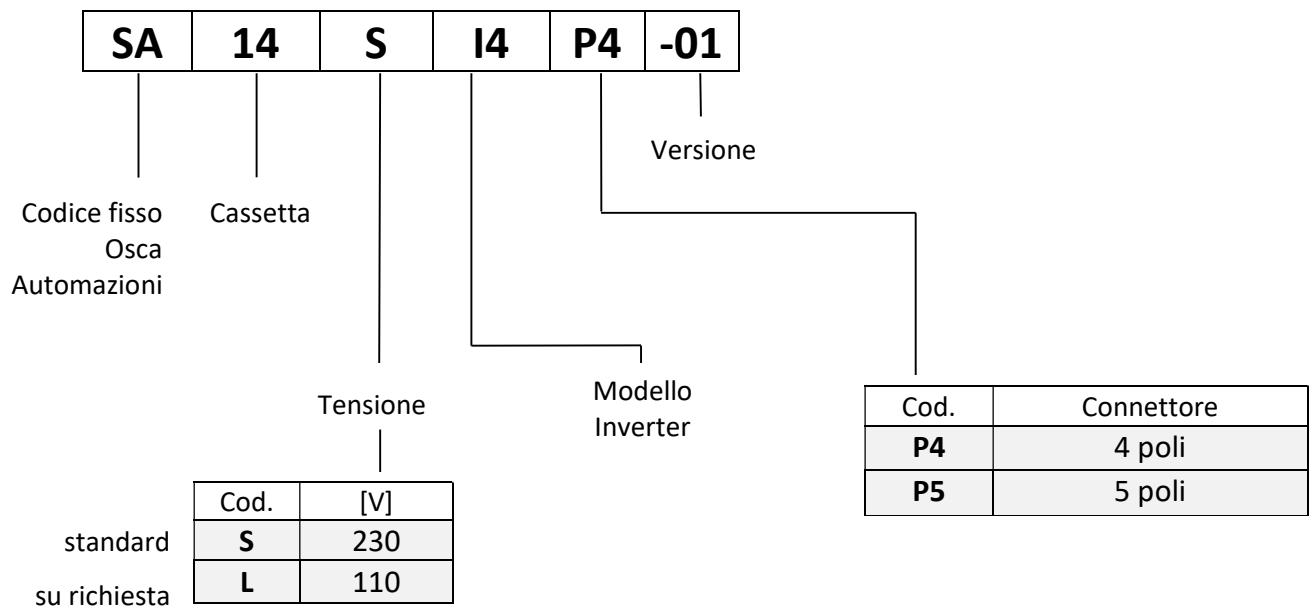 SA 14 S I4 P4 -01
Versione
Codice fisso
Osca
Automazioni
Cassetta
Tensione
Modello
Inverter
Cod. Connettore
P4 4 poli
P5 5 poli
Cod. [V]
standard S 230
su richiesta L 110